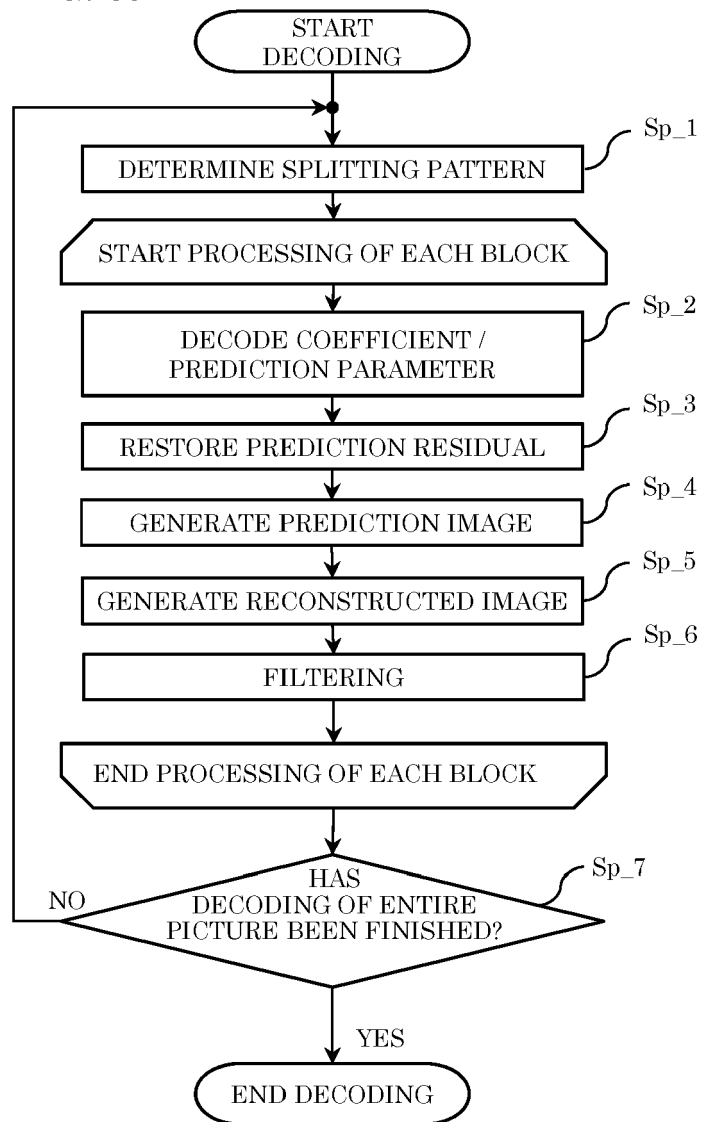 START
DECODING
Sp_1
DETERMINE SPLITTING PATTERN
START PROCESSING OF EACH BLOCK
Sp_2
DECODE COEFFICIENT /
PREDICTION PARAMETER
Sp_3
RESTORE PREDICTION RESIDUAL
Sp_4
GENERATE PREDICTION IMAGE
Sp_5
GENERATE RECONSTRUCTED IMAGE
Sp_6
FILTERING
END PROCESSING OF EACH BLOCK
Sp_7
HAS
DECODING OF ENTIRE
PICTURE BEEN FINISHED?
NO
YES
END DECODING